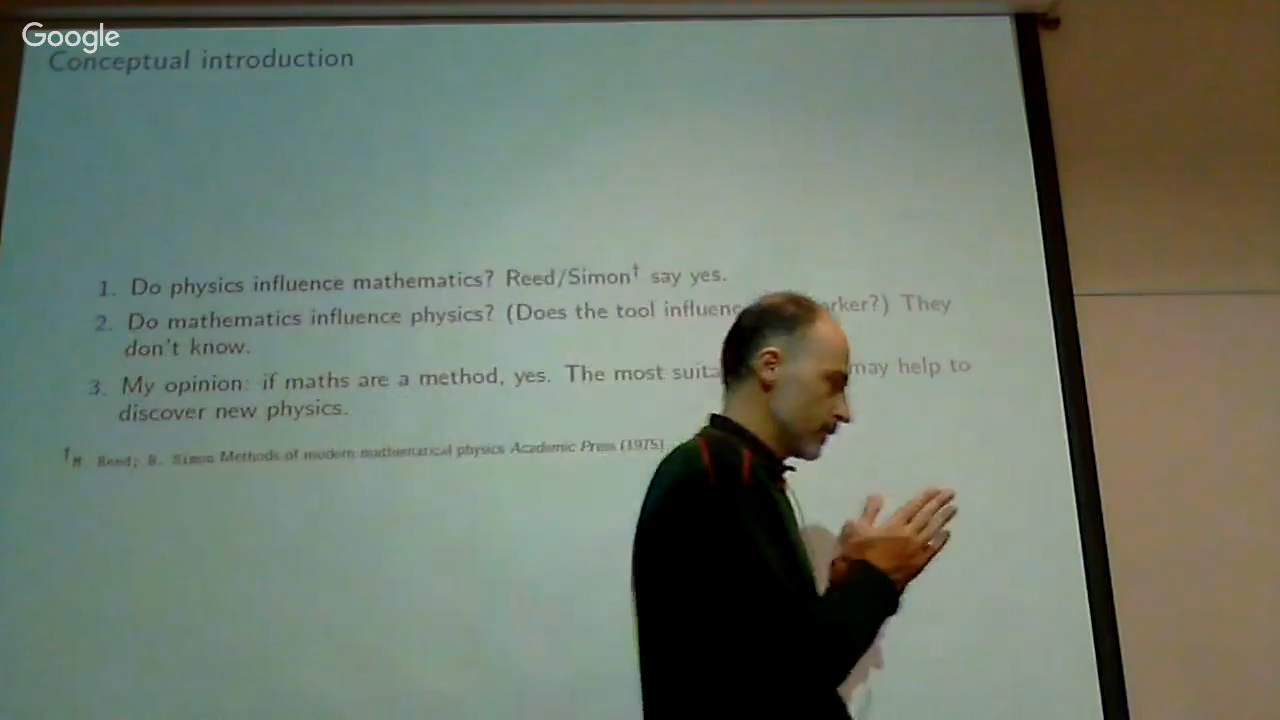 Google
Conceptual introduction
1. Do physics influence mathematics? Reed/Simon† say yes.
2. Do mathematics influence physics? (Does the tool They
don't know.
3. My opinion: if maths are a method, yes. The most may help to
discover new physics.
†M. Reed; B. Simon Methods of modern mathematical physics Academic Press (1975)